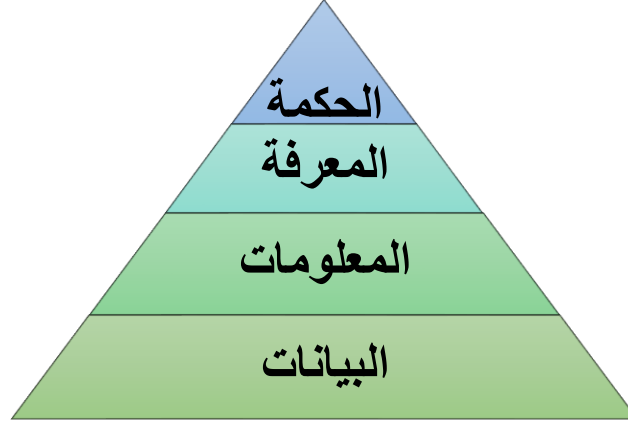 الحكمة
المعرفة
المعلومات
البيانات